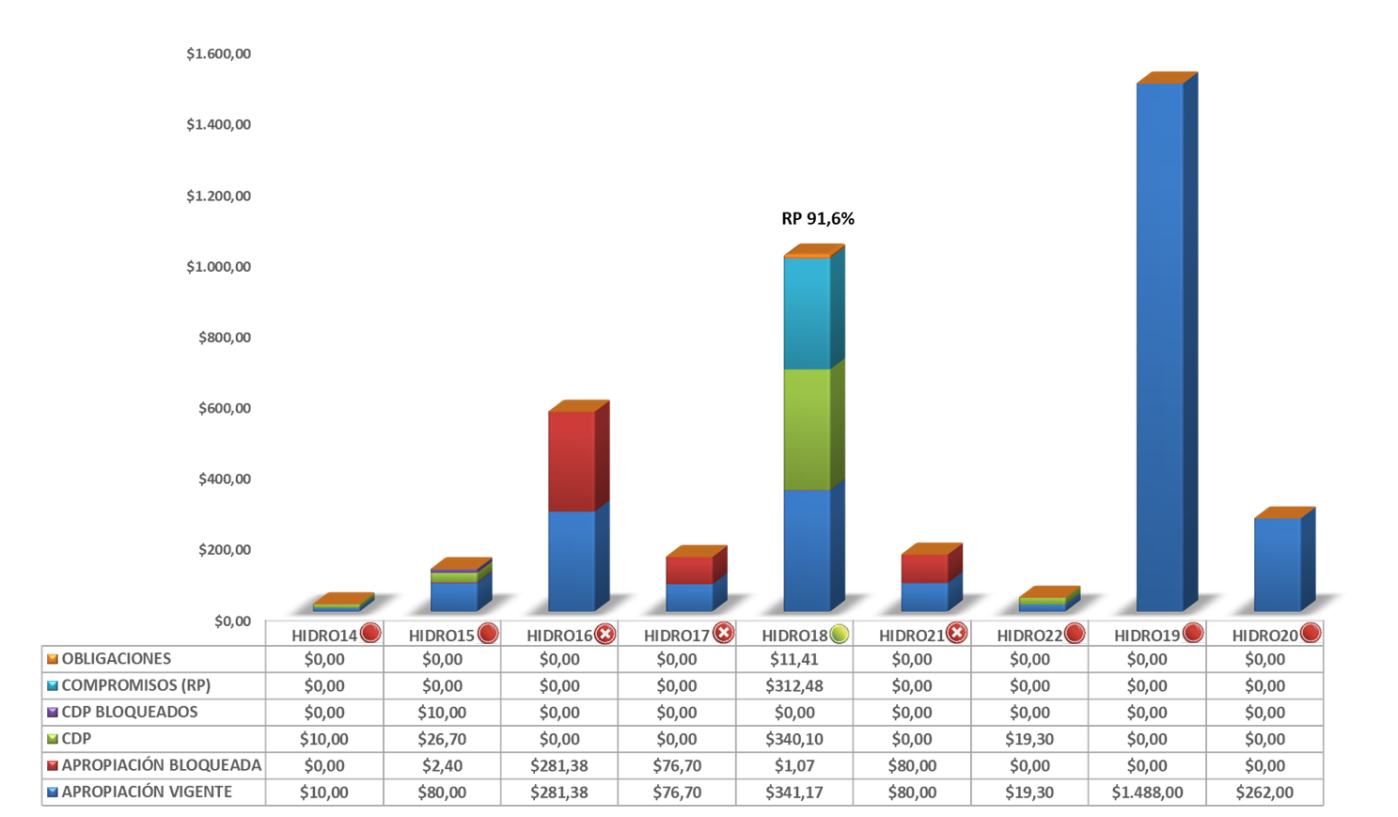 $1.600,00
$1.400,00
$1.200,00
RP 91,6%
$1.000,00
$800,00
$600,00
$400,00
$200,00
$0,00
HIDRO14 HIDRO15 HIDRO16 HIDRO17 HIDRO18 HIDRO21 HIDRO22 HIDRO19 HIDRO20
OBLIGACIONES $0,00 $0,00 $0,00 $0,00 $11,41 $0,00 $0,00 $0,00 $0,00
COMPROMISOS (RP) $0,00 $0,00 $0,00 $0,00 $312,48 $0,00 $0,00 $0,00 $0,00
CDP BLOQUEADOS $0,00 $10,00 $0,00 $0,00 $0,00 $0,00 $0,00 $0,00 $0,00
CDP $10,00 $26,70 $0,00 $0,00 $340,10 $0,00 $19,30 $0,00 $0,00
APROPIACIÓN BLOQUEADA $0,00 $2,40 $281,38 $76,70 $1,07 $80,00 $0,00 $0,00 $0,00
APROPIACIÓN VIGENTE $10,00 $80,00 $281,38 $76,70 $341,17 $80,00 $19,30 $1.488,00 $262,00